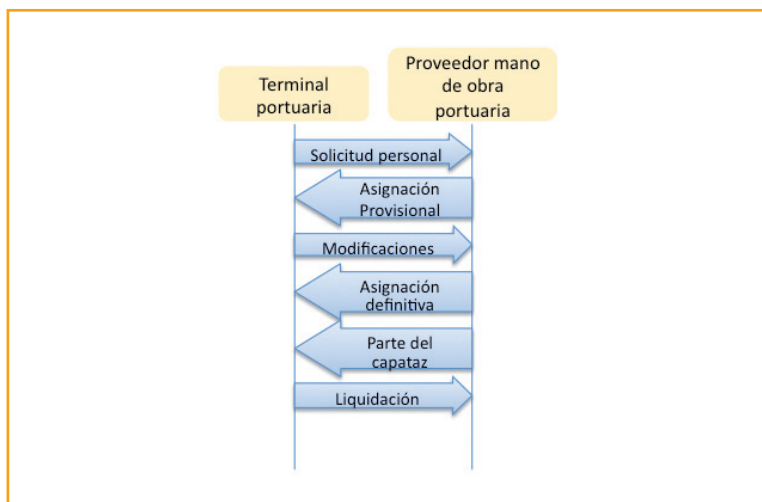 Terminal
portuaria
Proveedor mano
de obra
portuaria
Solicitud personal
Asignación
Provisional
Modificaciones
Asignación
definitiva
Parte del
capataz
Liquidación